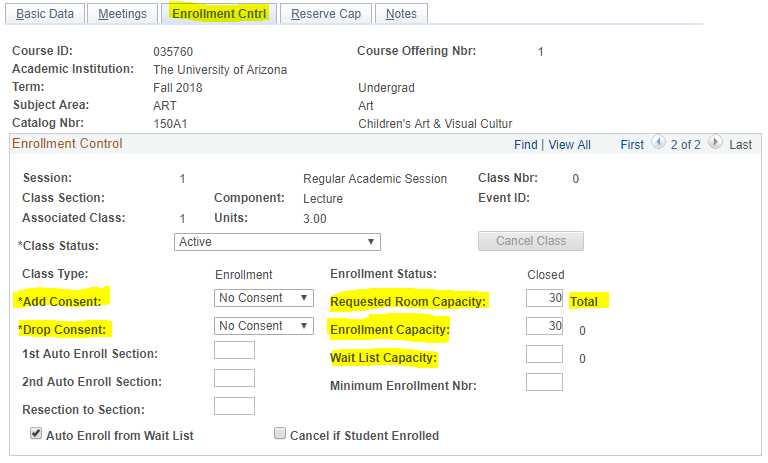 Basic Data Meetings Enrollment Cntrl Reserve Cap Notes
Course ID: 035760 Course Offering Nbr: 1
Academic Institution: The University of Arizona
Term: Fall 2018 Undergrad
Subject Area: ART Art
Catalog Nbr: 150A1 Children's Art & Visual Cultur
Enrollment Control Find | View All First 2 of 2 Last
Session: 1 Regular Academic Session Class Nbr: 0
Class Section: Component: Lecture Event ID:
Associated Class: 1 Units: 3.00
*Class Status: Active Cancel Class
Class Type: Enrollment Enrollment Status: Closed
*Add Consent: No Consent Requested Room Capacity: 30 Total
*Drop Consent: No Consent Enrollment Capacity: 30 0
1st Auto Enroll Section: Wait List Capacity: 0
2nd Auto Enroll Section: Minimum Enrollment Nbr:
Resection to Section:
Auto Enroll from Wait List Cancel if Student Enrolled